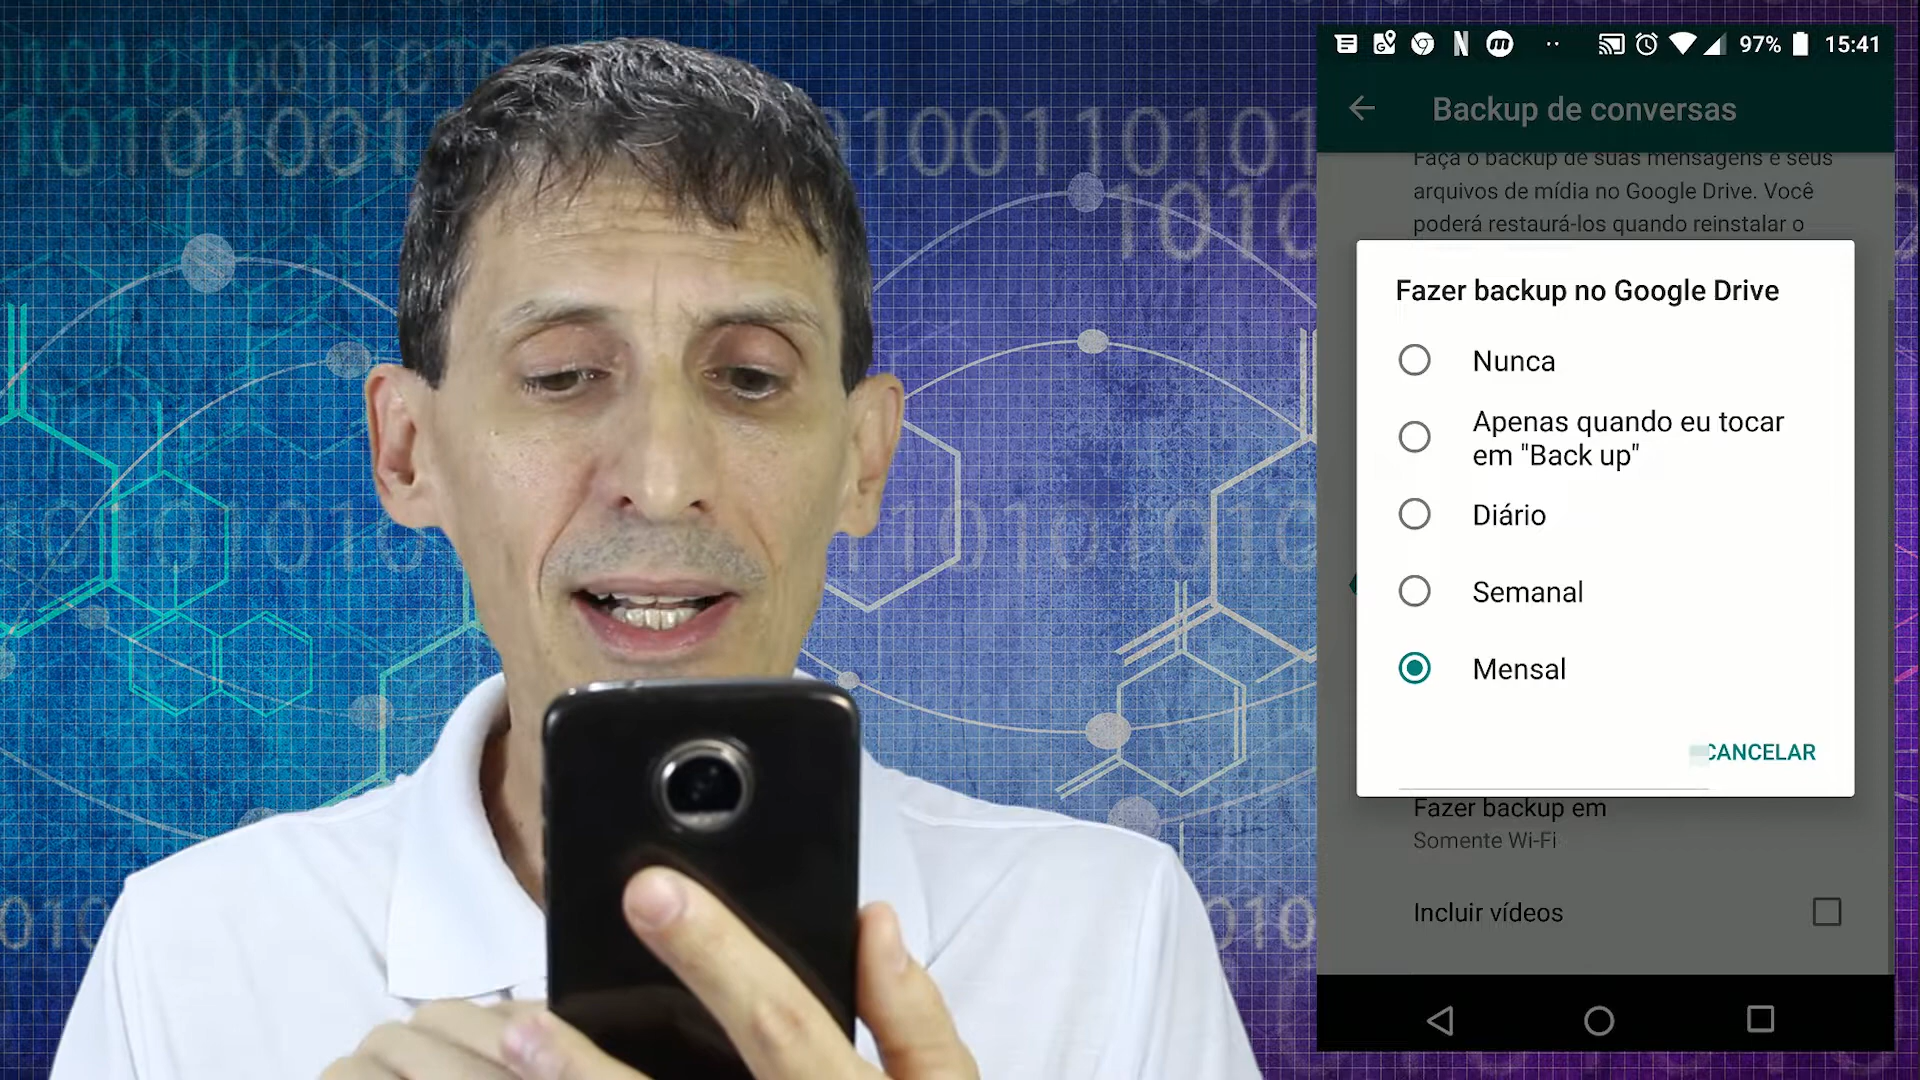 97% 15:41
Backup de conversas
Faça o backup de suas mensagens e seus
arquivos de mídia no Google Drive. Você
poderá restaurá-los quando reinstalar o
Fazer backup no Google Drive
Nunca
Apenas quando eu tocar
em "Back up"
Diário
Semanal
Mensal
CANCELAR
Fazer backup em
Somente Wi-Fi
Incluir vídeos